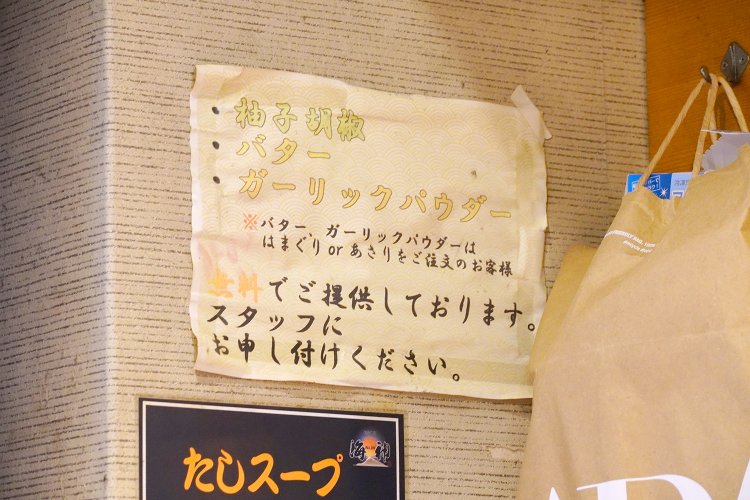 ・柚子胡椒
・バター
・ガーリックパウダー
※バター、ガーリックパウダーは
はまぐり or あさりをご注文のお客様
無料でご提供しております。
スタッフに
お申し付けください。
海神
たしスープ